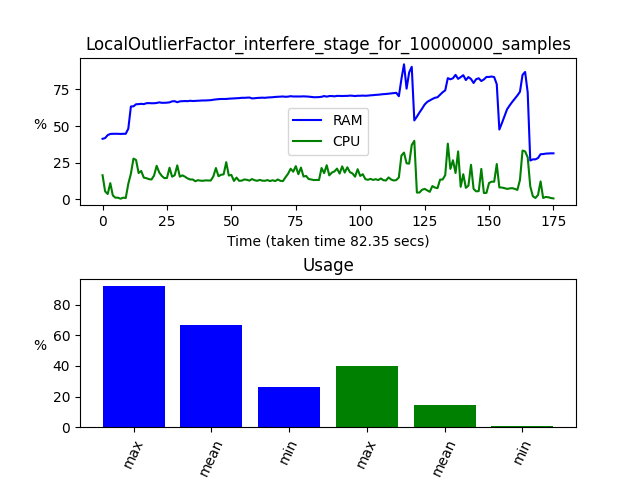 LocalOutlierFactor_interfere_stage_for_10000000_samples
%
75
50
25
0
RAM
CPU
0 25 50 75 100 125 150 175
Time (taken time 82.35 secs)
Usage
%
80
60
40
20
0
max mean min max mean min